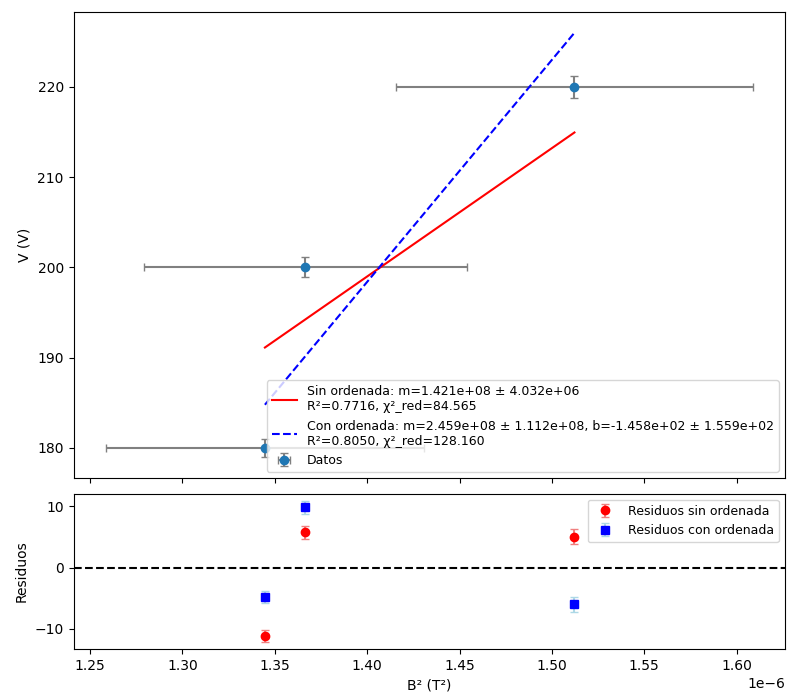 220
210
200
190
180
V (V)
Sin ordenada: m=1.421e+08 ± 4.032e+06
R²=0.7716, χ²_red=84.565
Con ordenada: m=2.459e+08 ± 1.112e+08, b=-1.458e+02 ± 1.559e+02
R²=0.8050, χ²_red=128.160
Datos
10
0
−10
Residuos
Residuos sin ordenada
Residuos con ordenada
1.25 1.30 1.35 1.40 1.45 1.50 1.55 1.60
1e−6
B² (T²)